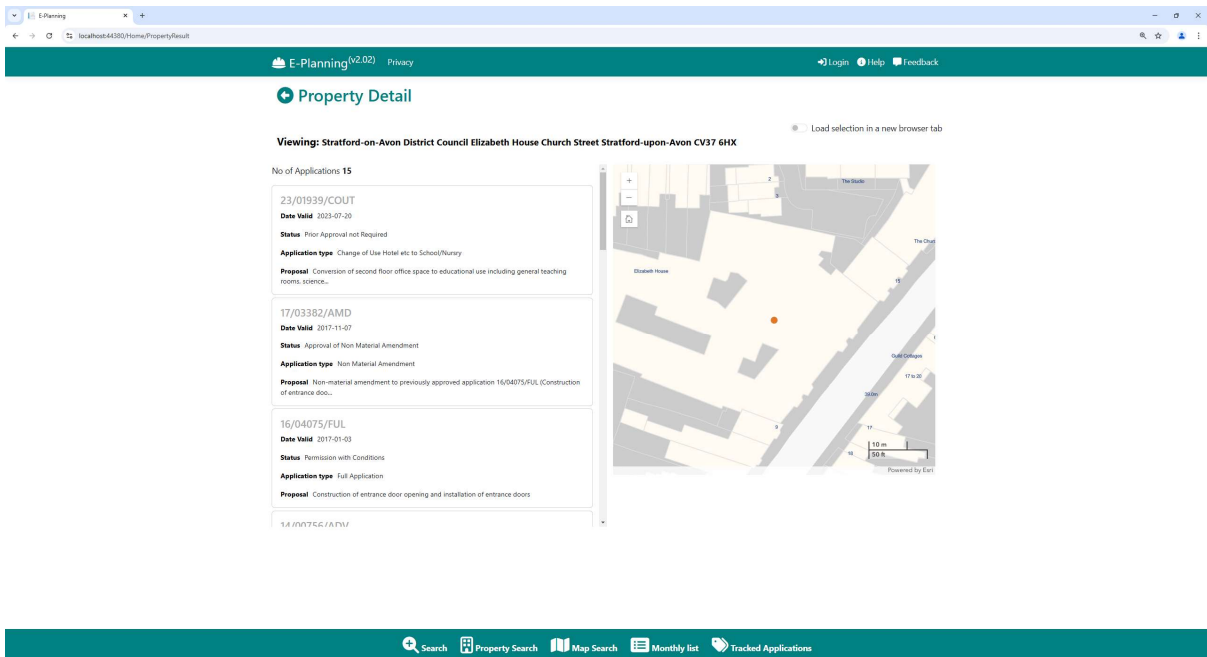 E-Planning
localhost:44380/Home/PropertyResult
E-Planning(v2.02) Privacy Login Help Feedback
Property Detail
Load selection in a new browser tab
Viewing: Stratford-on-Avon District Council Elizabeth House Church Street Stratford-upon-Avon CV37 6HX
No of Applications 15
23/01939/COUT
Date Valid 2023-07-20
Status Prior Approval not Required
Application type Change of Use Hotel etc to School/Nunsry
Proposal Conversion of second floor office space to educational use including general teaching
rooms, science...
17/03382/AMD
Date Valid 2017-11-07
Status Approval of Non Material Amendment
Application type Non Material Amendment
Proposal Non-material amendment to previously approved application 16/04075/FUL (Construction
of entrance doo...
16/04075/FUL
Date Valid 2017-01-03
Status Permission with Conditions
Application type Full Application
Proposal Construction of entrance door opening and installation of entrance doors
14/00756/ADV
+
−
2
The Studio
Elizabeth House
Guild Cottages
17 to 20
9
17
18
10 m
50 ft
Powered by Esri
Search Property Search Map Search Monthly list Tracked Applications